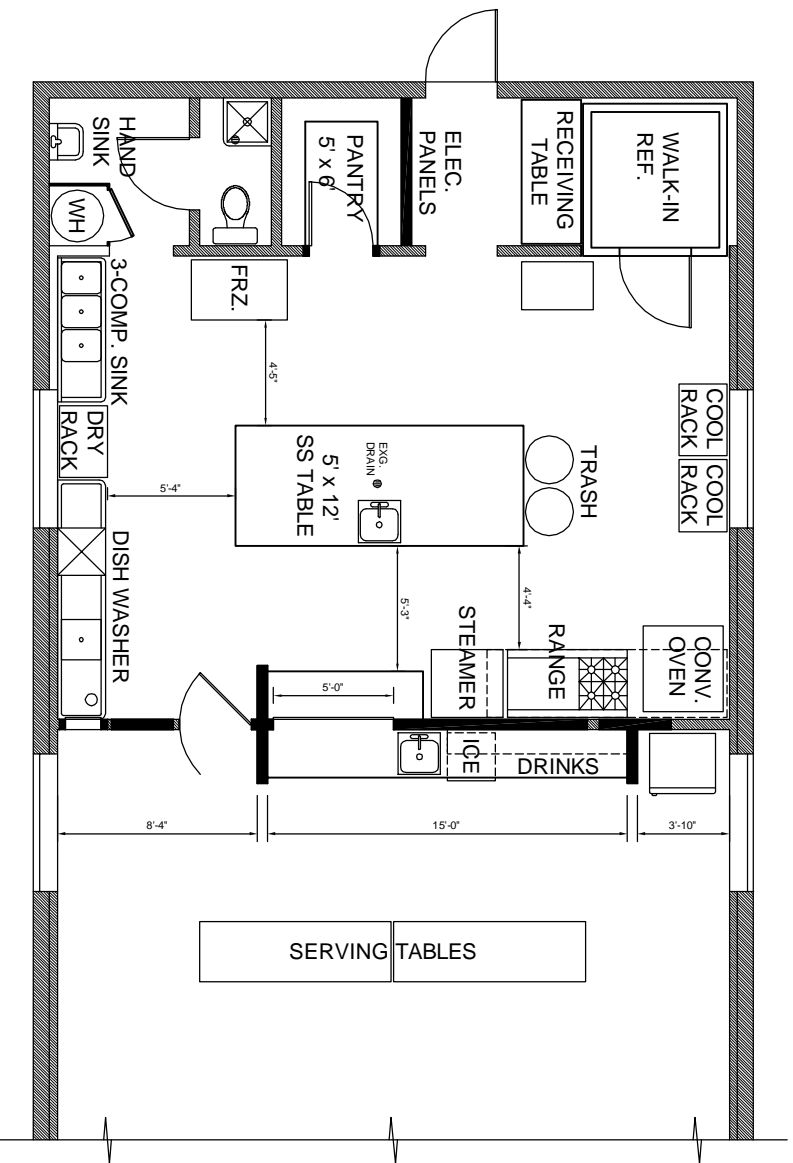 HAND
SINK
PANTRY
5' x 6'
ELEC.
PANELS
RECEIVING
TABLE
WALK-IN
REF.
WH
3-COMP. SINK
FRZ.
4'-5"
DRY
RACK
5' x 12'
SS TABLE
EXG.
DRAIN
TRASH
COOL
RACK
COOL
RACK
5'-4"
DISH WASHER
5'-3"
4'-4"
STEAMER
RANGE
CONV.
OVEN
5'-0"
ICE
DRINKS
8'-4"
15'-0"
3'-10"
SERVING TABLES